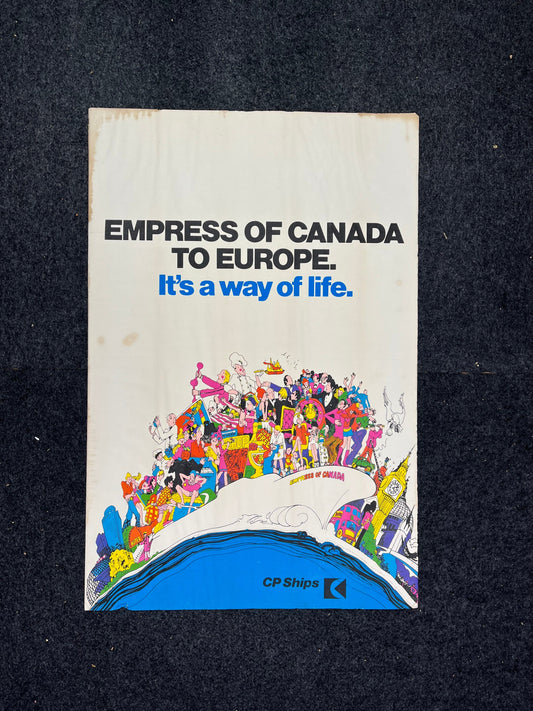 EMPRESS OF CANADA
TO EUROPE.
It's a way of life.
EMPRESS OF CANADA
CP Ships